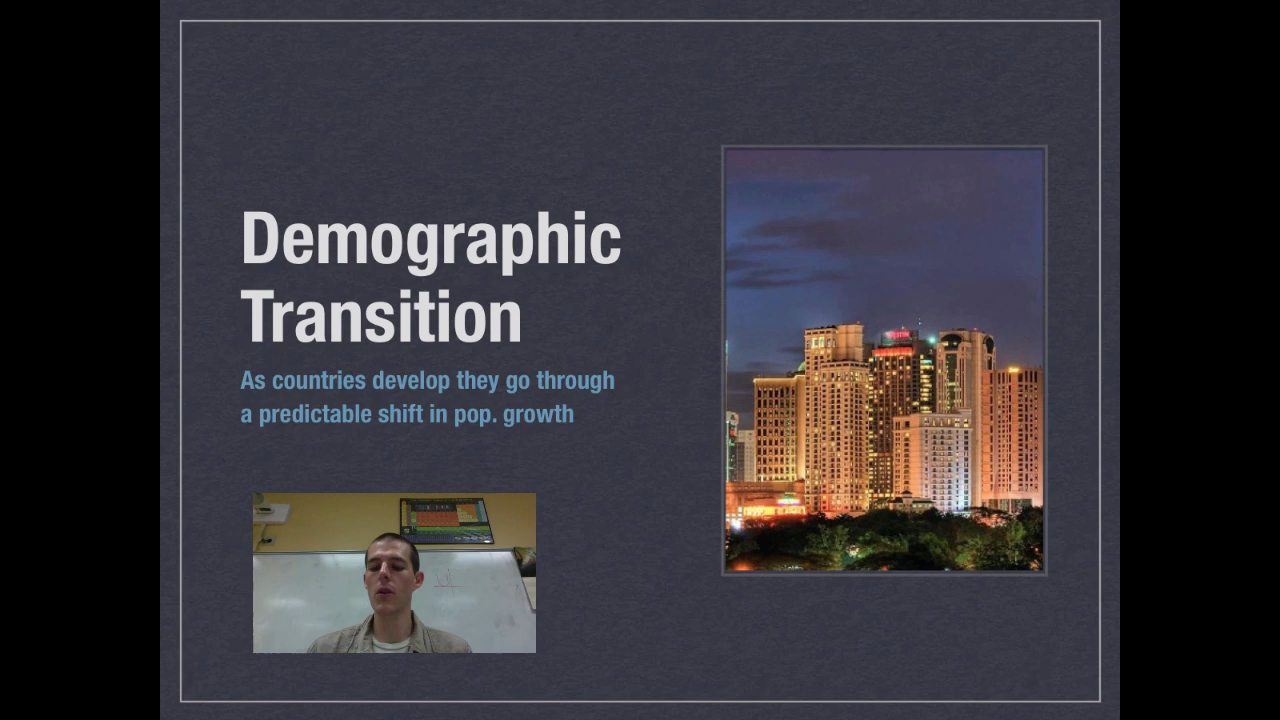 Demographic
Transition
As countries develop they go through
a predictable shift in pop. growth